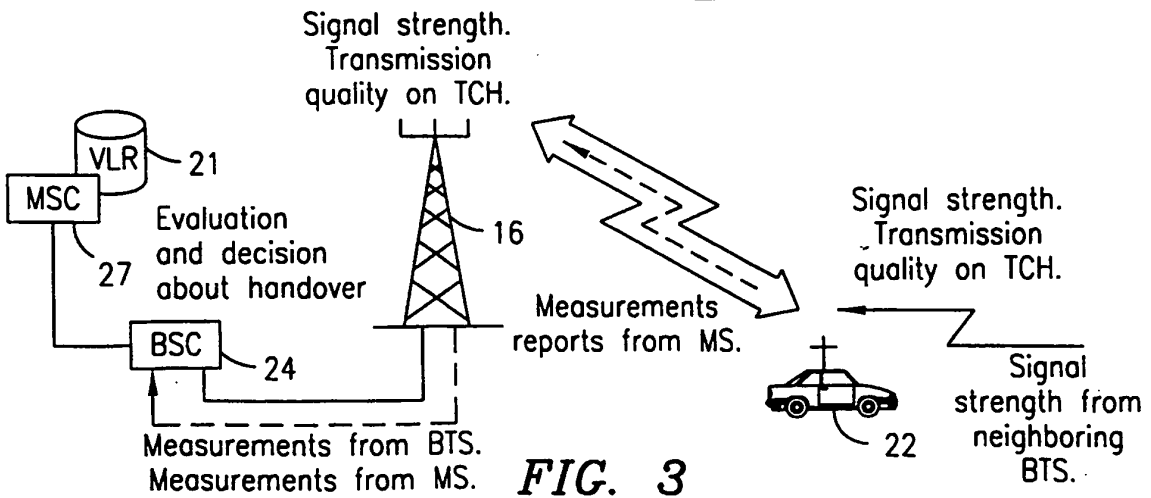 Signal strength.
Transmission
quality on TCH.
VLR
21
MSC
27
Evaluation
and decision
about handover
16
BSC
24
Measurements
reports from MS.
Signal strength.
Transmission
quality on TCH.
22
Signal
strength from
neighboring
BTS.
Measurements from BTS.
Measurements from MS.
FIG. 3